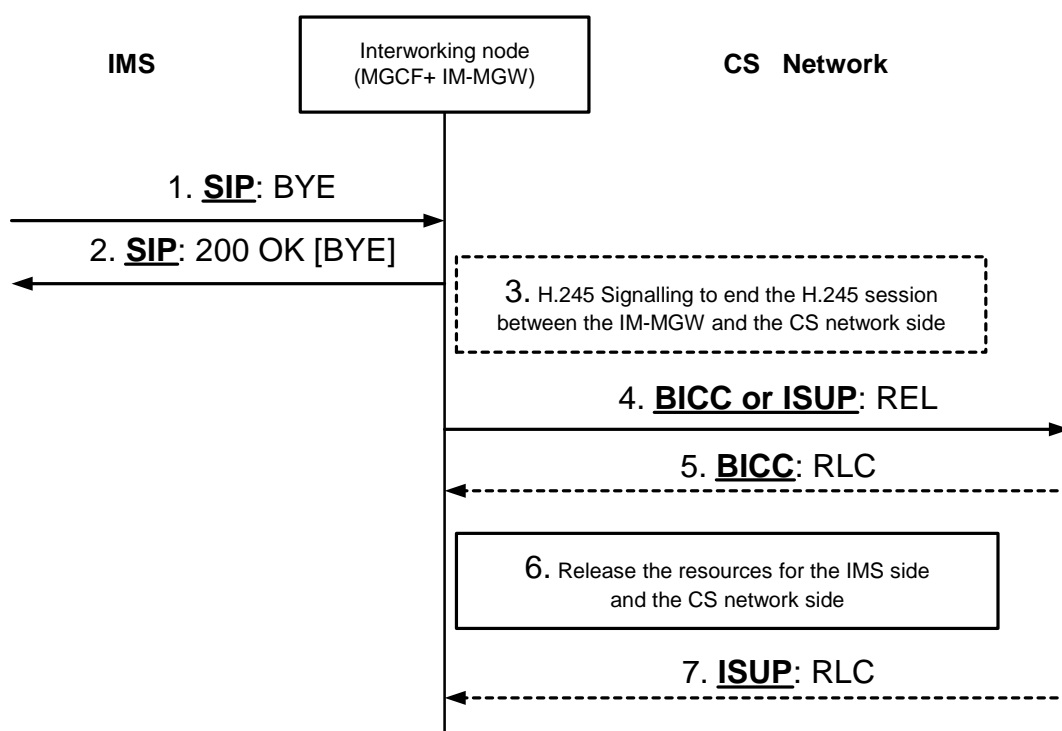 IMS
Interworking node
(MGCF+ IM-MGW)
CS Network
1. SIP: BYE
2. SIP: 200 OK [BYE]
3. H.245 Signalling to end the H.245 session
between the IM-MGW and the CS network side
4. BICC or ISUP: REL
5. BICC: RLC
6. Release the resources for the IMS side
and the CS network side
7. ISUP: RLC